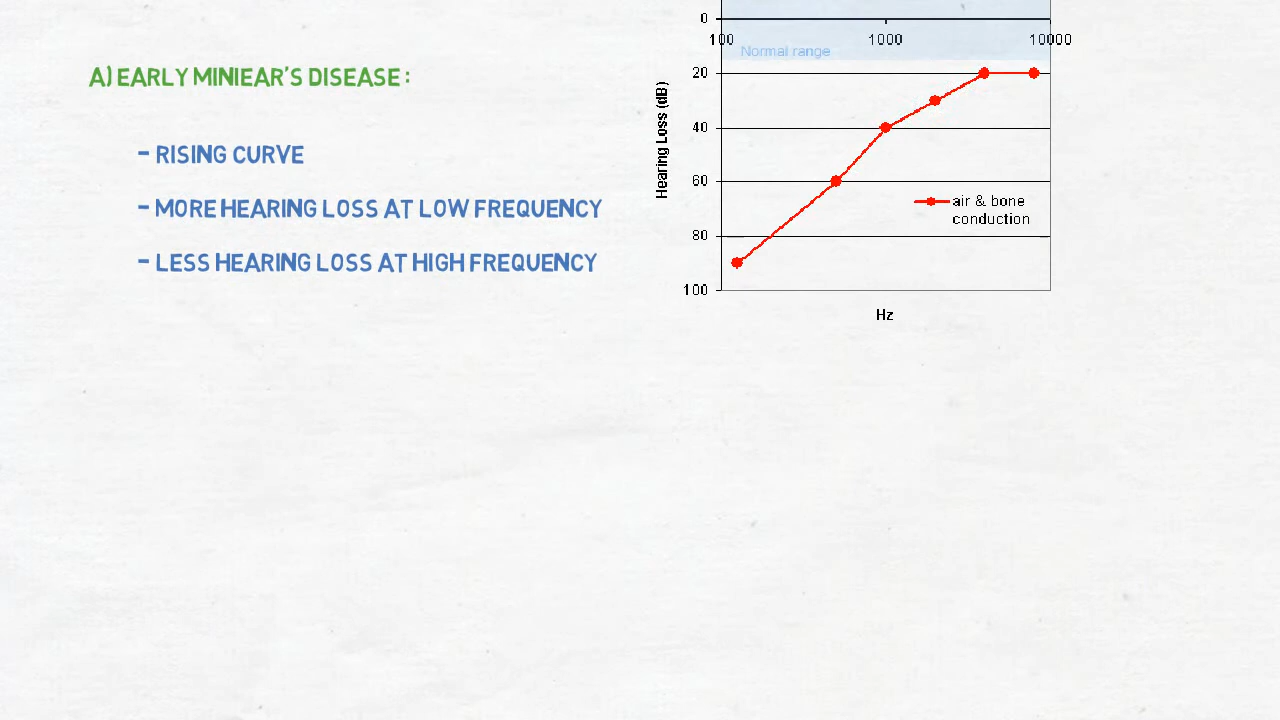 A) EARLY MINIEAR'S DISEASE :
- RISING CURVE
- MORE HEARING LOSS AT LOW FREQUENCY
- LESS HEARING LOSS AT HIGH FREQUENCY
0
100 1000 10000
Normal range
20
40
60
80
100
Hearing Loss (dB)
air & bone
conduction
Hz